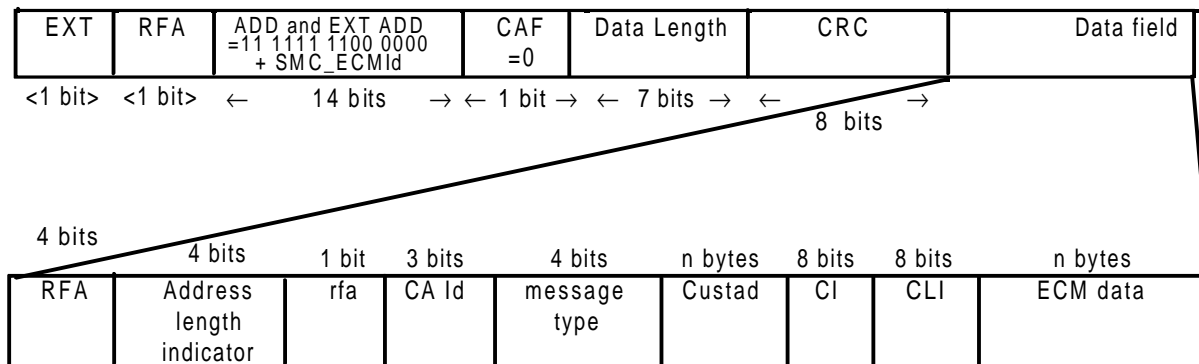 EXT RFA ADD and EXT ADD CAF Data Length CRC Data field
=11 1111 1100 0000 =0
+ SMC_ECMId
<1 bit> <1 bit> ← 14 bits → ← 1 bit → ← 7 bits → ← →
8 bits
4 bits
4 bits 1 bit 3 bits 4 bits n bytes 8 bits 8 bits n bytes
RFA Address rfa CA Id message Custad CI CLI ECM data
length type
indicator